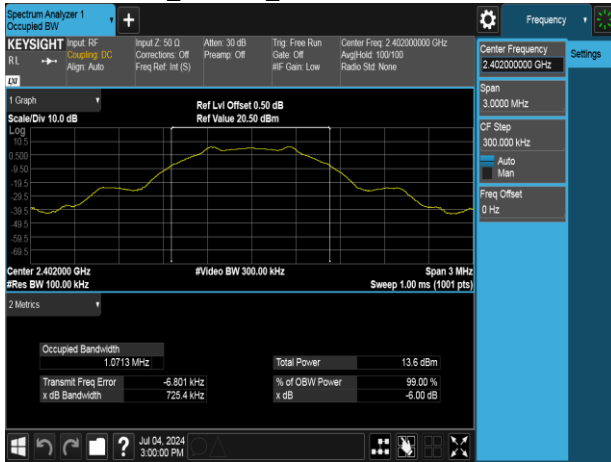 Spectrum Analyzer 1
Occupied BW
Frequency
KEYSIGHT
RL
LXI
Input: RF
Coupling: DC
Align: Auto
Input Z: 50 Ω
Corrections: Off
Freq Ref: Int (S)
Atten: 30 dB
Preamp: Off
Trig: Free Run
Gate: Off
#IF Gain: Low
Center Freq: 2.402000000 GHz
Avg|Hold: 100/100
Radio Std: None
Center Frequency
2.402000000 GHz
Settings
Span
3.0000 MHz
CF Step
300.000 kHz
Auto
Man
Freq Offset
0 Hz
1 Graph
Scale/Div 10.0 dB
Ref Lvl Offset 0.50 dB
Ref Value 20.50 dBm
Log
10.5
0.500
-9.50
-19.5
-29.5
-39.5
-49.5
-59.5
-69.5
Center 2.402000 GHz
#Res BW 100.00 kHz
#Video BW 300.00 kHz
Span 3 MHz
Sweep 1.00 ms (1001 pts)
2 Metrics
Occupied Bandwidth
1.0713 MHz
Total Power 13.6 dBm
Transmit Freq Error -6.801 kHz
% of OBW Power 99.00 %
x dB Bandwidth 725.4 kHz
x dB -6.00 dB
?
Jul 04, 2024
3:00:00 PM